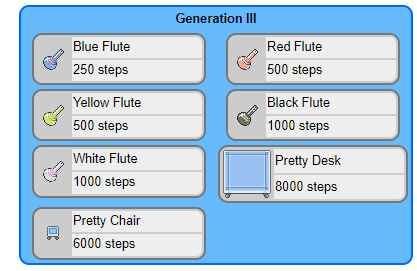 Generation III
Blue Flute
250 steps
Red Flute
500 steps
Yellow Flute
500 steps
Black Flute
1000 steps
White Flute
1000 steps
Pretty Desk
8000 steps
Pretty Chair
6000 steps